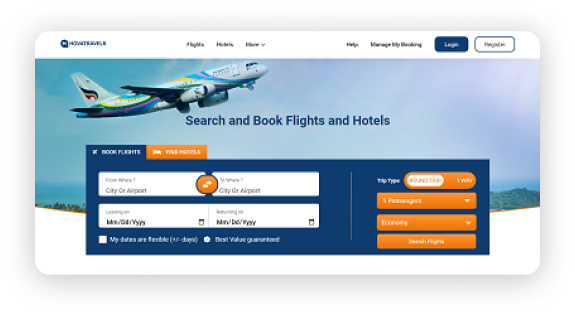 HOVATRAVELS
Flights Hotels More Help Manage My Booking Login Register
Search and Book Flights and Hotels
BOOK FLIGHTS FIND HOTELS
From Where ? To Where ? Trip Type ROUND TRIP 1-WAY
City Or Airport City Or Airport
1 Passengers
Leaving on Returning on
Mm/Dd/Yyyy Mm/Dd/Yyyy Economy
My dates are flexible (+/- days) Best Value guaranteed Search Flights